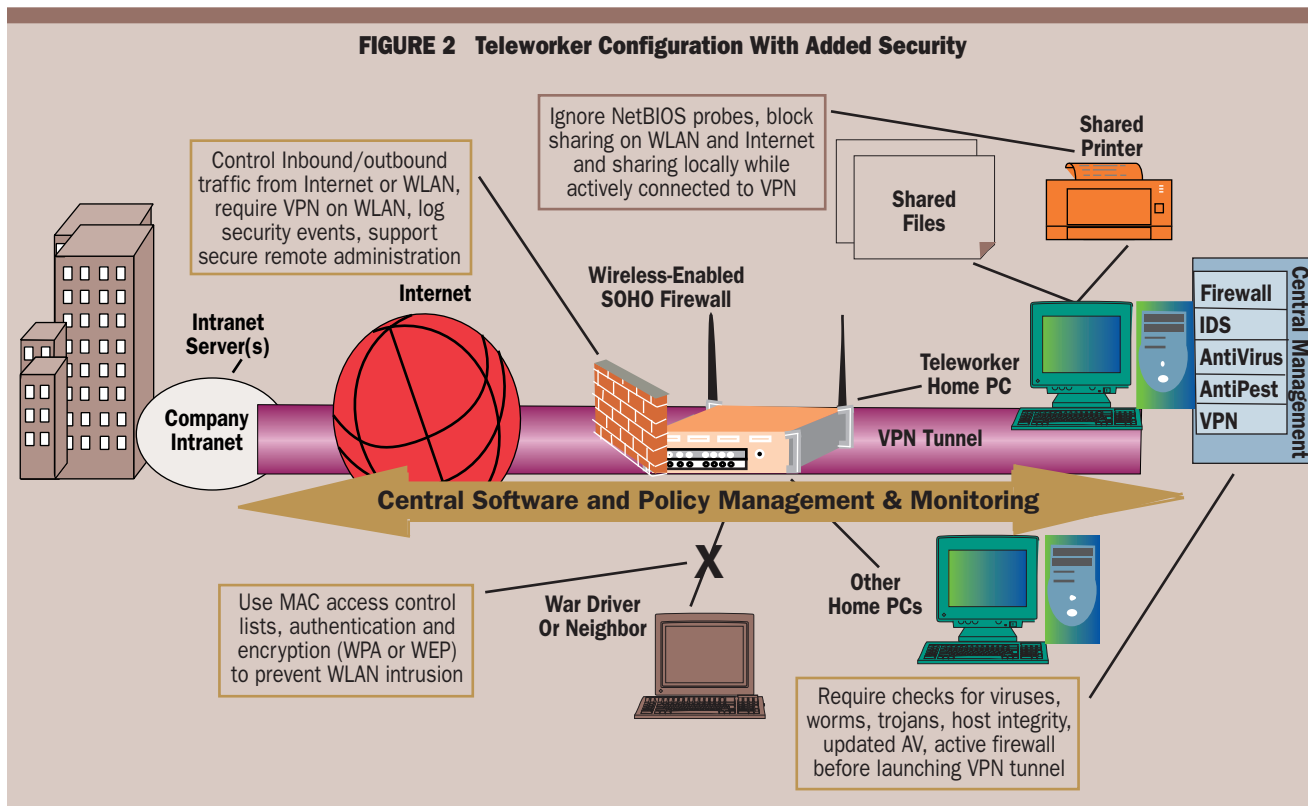 FIGURE 2 Teleworker Configuration With Added Security
Ignore NetBIOS probes, block
sharing on WLAN and Internet
and sharing locally while
actively connected to VPN
Shared
Printer
Control Inbound/outbound
traffic from Internet or WLAN,
require VPN on WLAN, log
security events, support
secure remote administration
Shared
Files
Wireless-Enabled
SOHO Firewall
Internet
Intranet
Server(s)
Company
Intranet
Teleworker
Home PC
VPN Tunnel
Firewall
IDS
AntiVirus
AntiPest
VPN
Central Management
Central Software and Policy Management & Monitoring
X
War Driver
Or Neighbor
Other
Home PCs
Use MAC access control
lists, authentication and
encryption (WPA or WEP)
to prevent WLAN intrusion
Require checks for viruses,
worms, trojans, host integrity,
updated AV, active firewall
before launching VPN tunnel